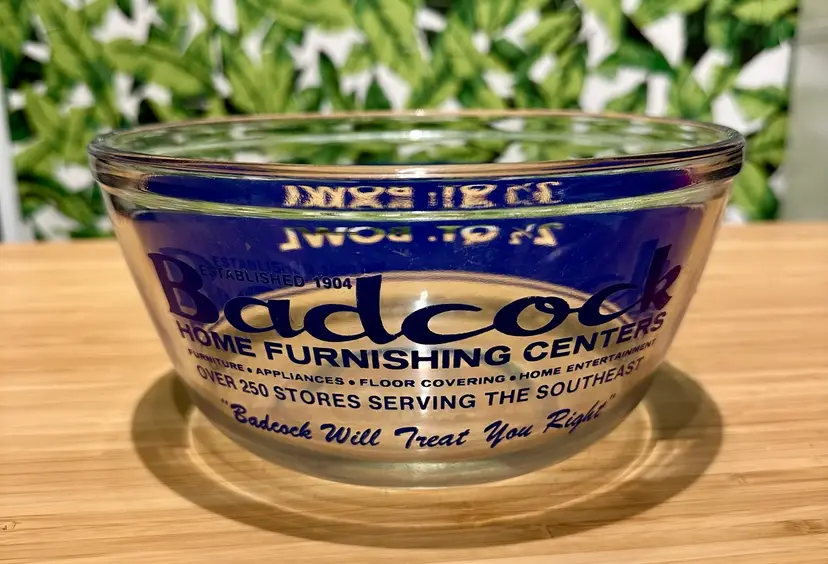 2½ QT. BOWL
ESTABLISHED 1904
Badcock
HOME FURNISHING CENTERS
FURNITURE • APPLIANCES • FLOOR COVERING • HOME ENTERTAINMENT
OVER 250 STORES SERVING THE SOUTHEAST
"Badcock Will Treat You Right"